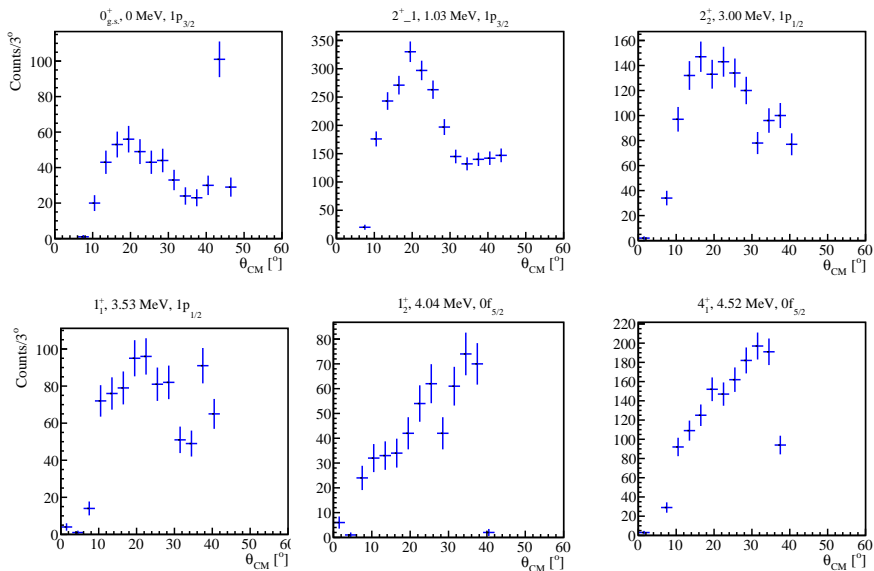 0⁺g.s., 0 MeV, 1p3/2
2⁺_1, 1.03 MeV, 1p3/2
2⁺2, 3.00 MeV, 1p1/2
Counts/3°
100
80
60
40
20
0
0 10 20 30 40 50 60
θCM [°]
350
300
250
200
150
100
50
0
0 10 20 30 40 50 60
θCM [°]
160
140
120
100
80
60
40
20
0
0 10 20 30 40 50 60
θCM [°]
1⁺1, 3.53 MeV, 1p1/2
1⁺2, 4.04 MeV, 0f5/2
4⁺1, 4.52 MeV, 0f5/2
Counts/3°
100
80
60
40
20
0
0 10 20 30 40 50 60
θCM [°]
80
70
60
50
40
30
20
10
0
0 10 20 30 40 50 60
θCM [°]
220
200
180
160
140
120
100
80
60
40
20
0
0 10 20 30 40 50 60
θCM [°]